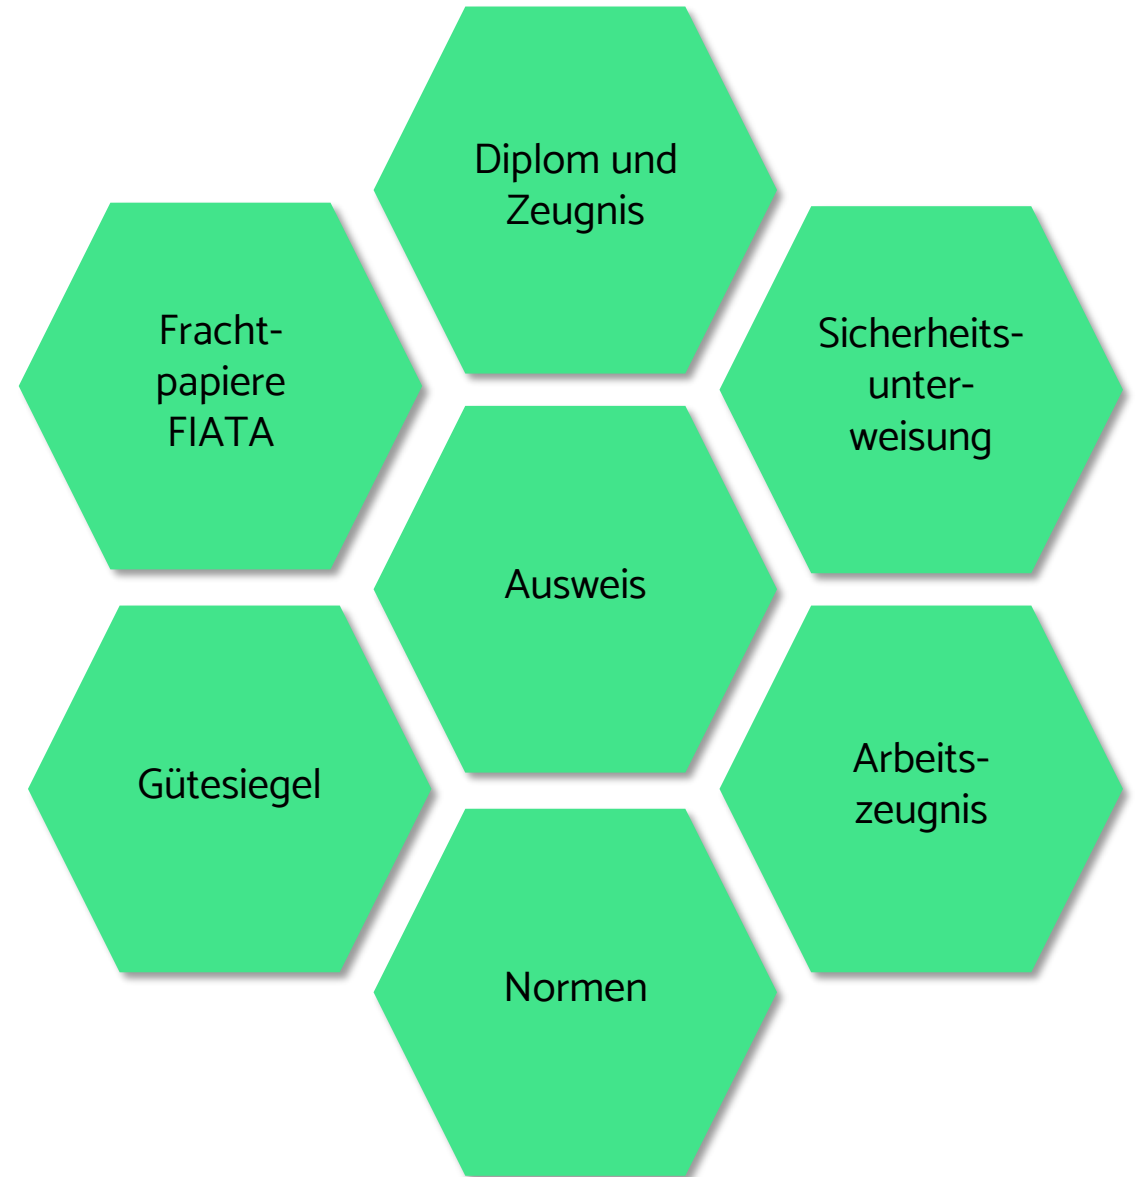 Diplom und
Zeugnis
Fracht-
papiere
FIATA
Sicherheits-
unter-
weisung
Ausweis
Gütesiegel
Arbeits-
zeugnis
Normen